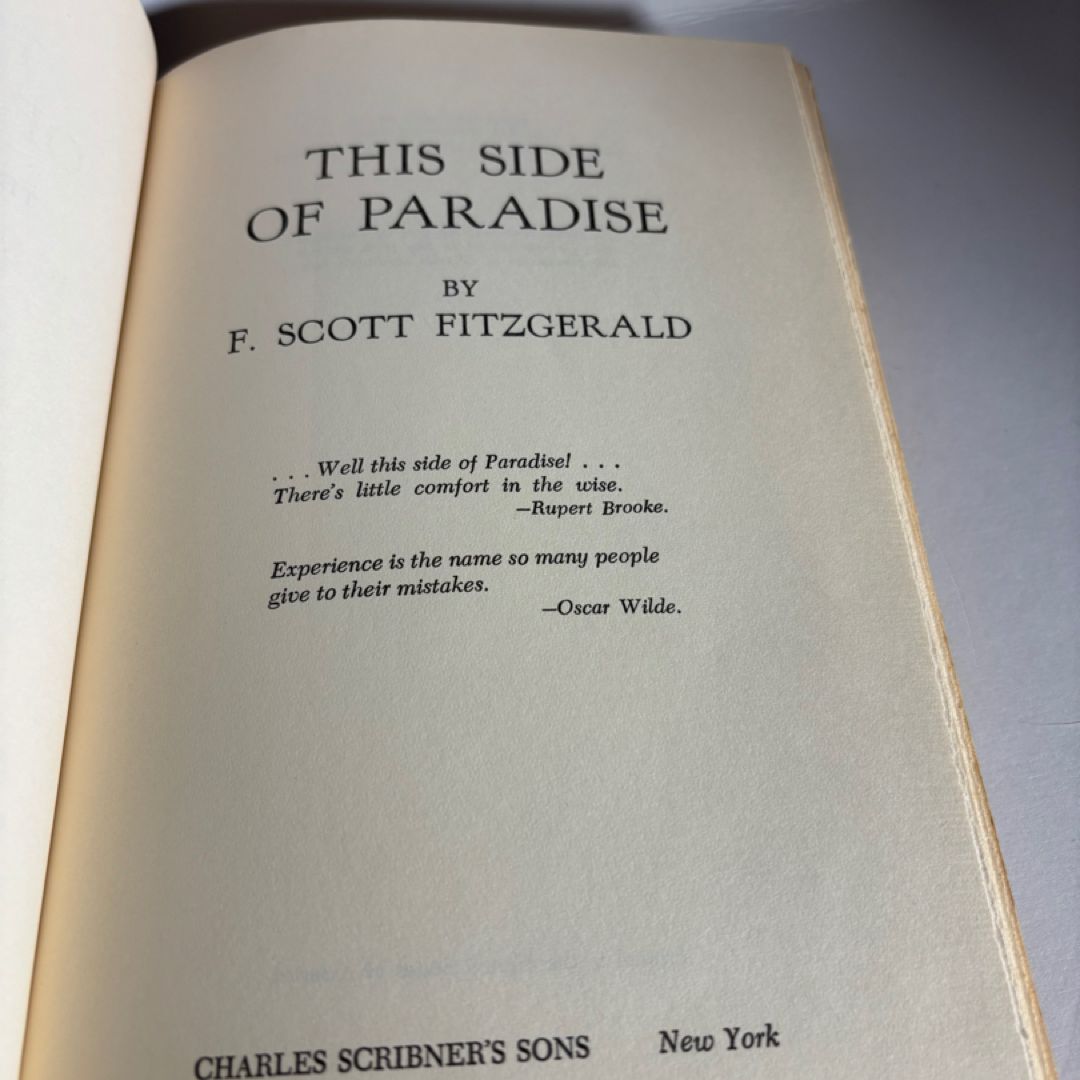 THIS SIDE
OF PARADISE
BY
F. SCOTT FITZGERALD
. . . Well this side of Paradise! . . .
There's little comfort in the wise.
—Rupert Brooke.
Experience is the name so many people
give to their mistakes.
—Oscar Wilde.
CHARLES SCRIBNER'S SONS New York